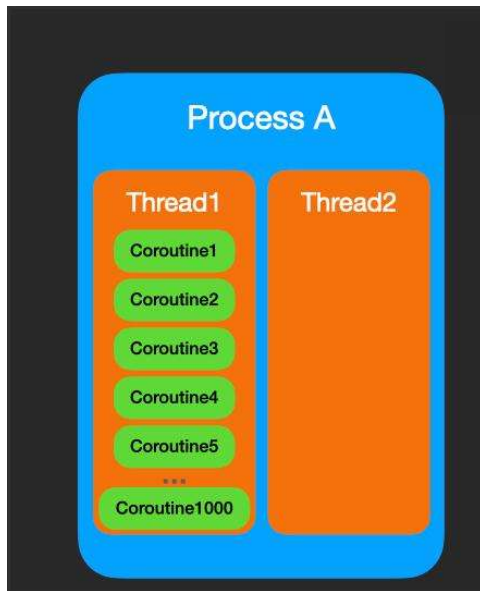 Process A
Thread1
Coroutine1
Coroutine2
Coroutine3
Coroutine4
Coroutine5
...
Coroutine1000
Thread2